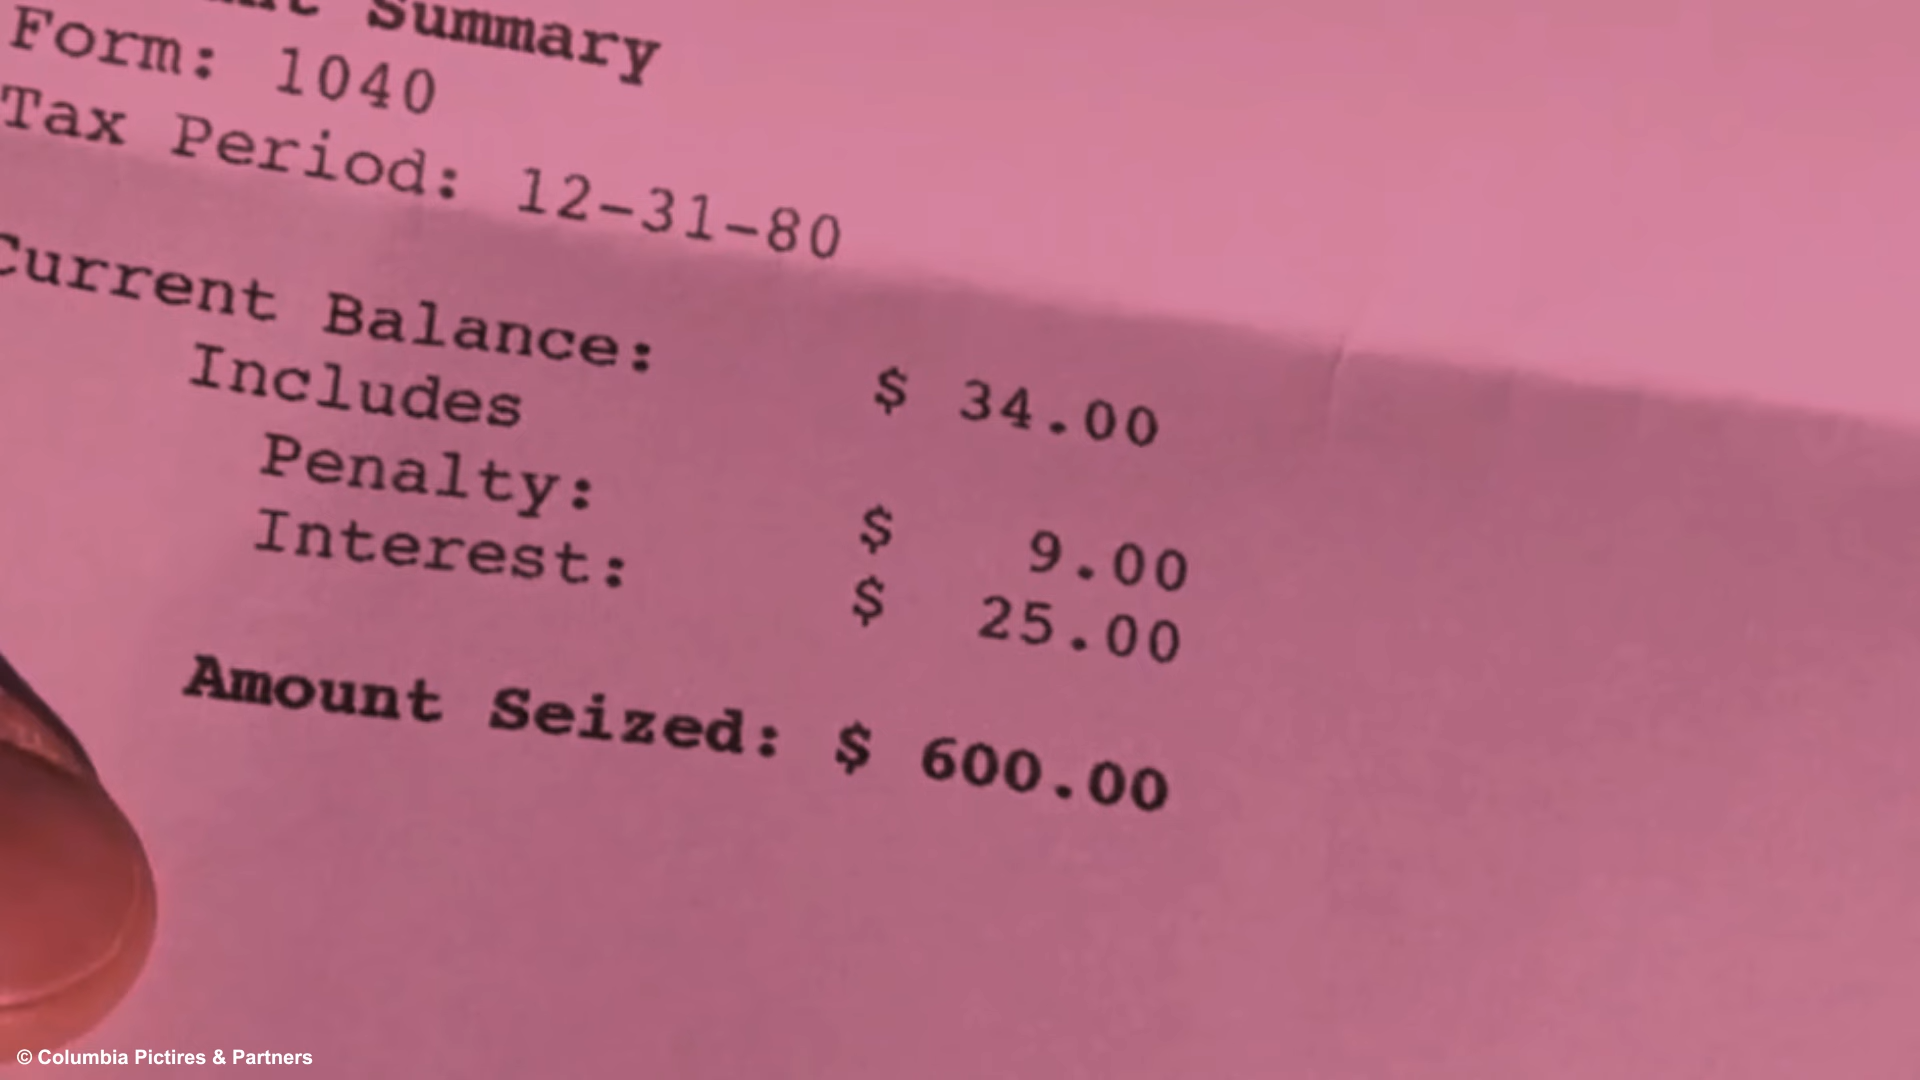 Summary
Form: 1040
Tax Period: 12-31-80
Current Balance: $ 34.00
Includes
Penalty: $ 9.00
Interest: $ 25.00
Amount Seized: $ 600.00
© Columbia Pictires & Partners